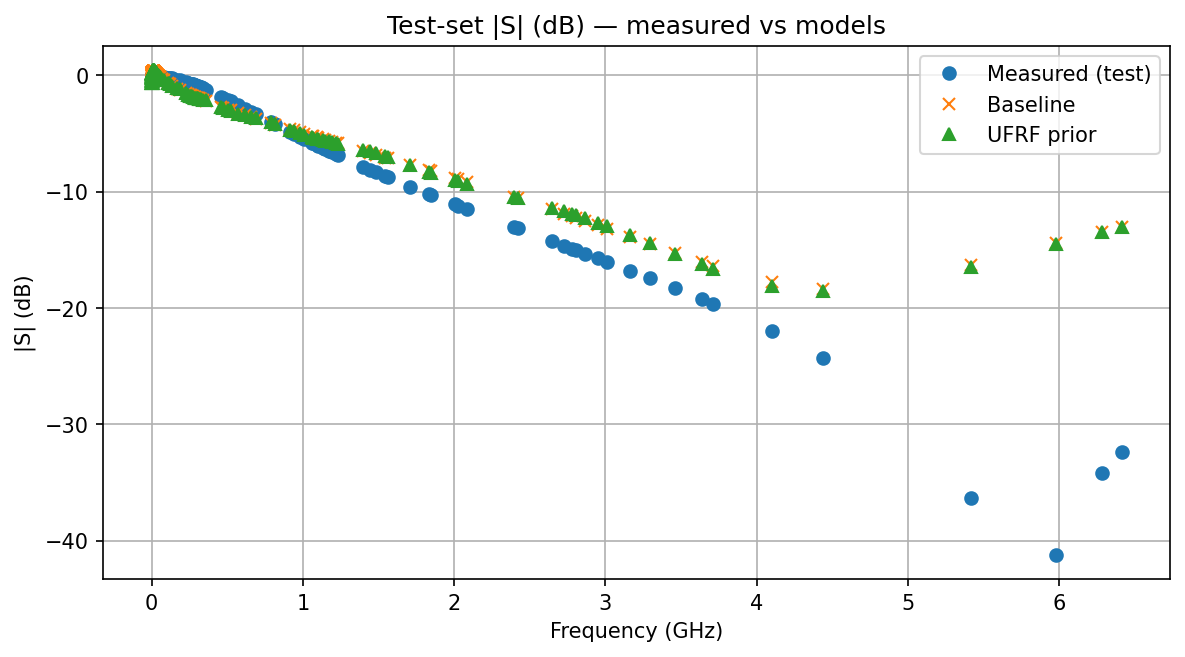 Test-set |S| (dB) — measured vs models
Measured (test)
Baseline
UFRF prior
|S| (dB)
0
−10
−20
−30
−40
0 1 2 3 4 5 6
Frequency (GHz)